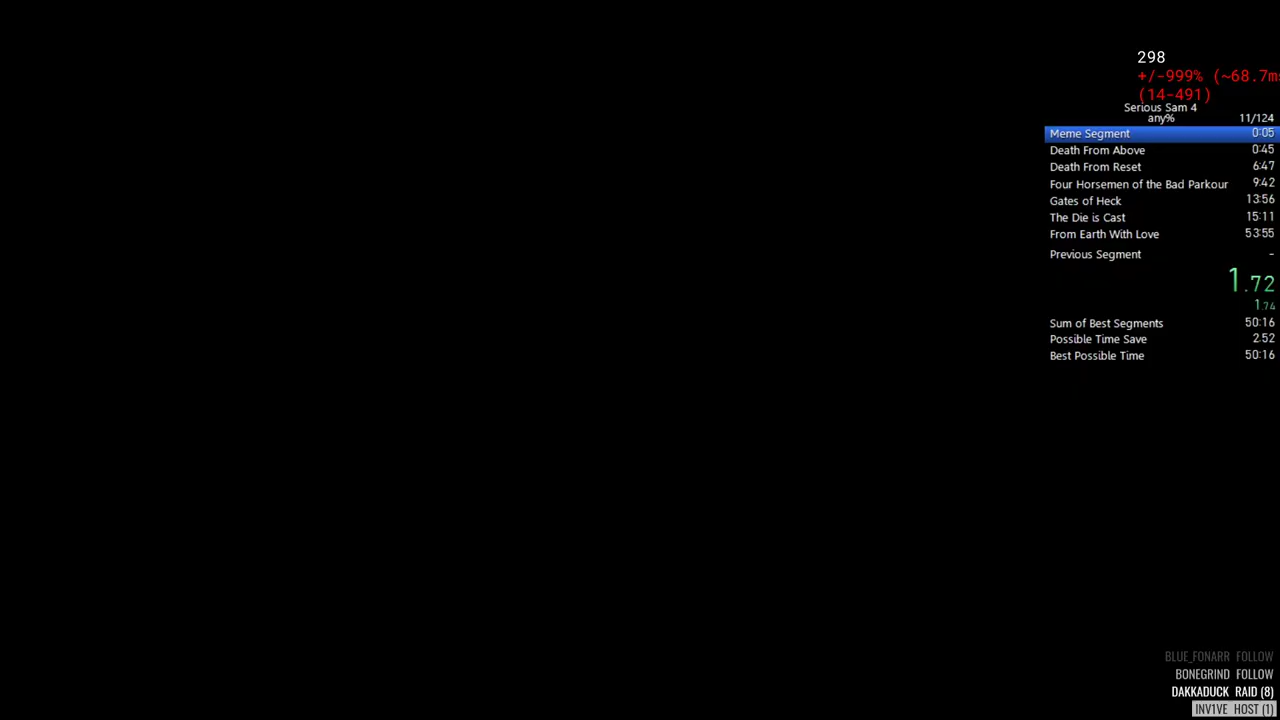 298
+/-999% (~68.7ms
(14-491)
Serious Sam 4
any% 11/124
Meme Segment 0:05
Death From Above 0:45
Death From Reset 6:47
Four Horsemen of the Bad Parkour 9:42
Gates of Heck 13:56
The Die is Cast 15:11
From Earth With Love 53:55
Previous Segment -
1.72
1.74
Sum of Best Segments 50:16
Possible Time Save 2:52
Best Possible Time 50:16
BLUE_FONARR FOLLOW
BONEGRIND FOLLOW
DAKKADUCK RAID (8)
INV1VE HOST (1)